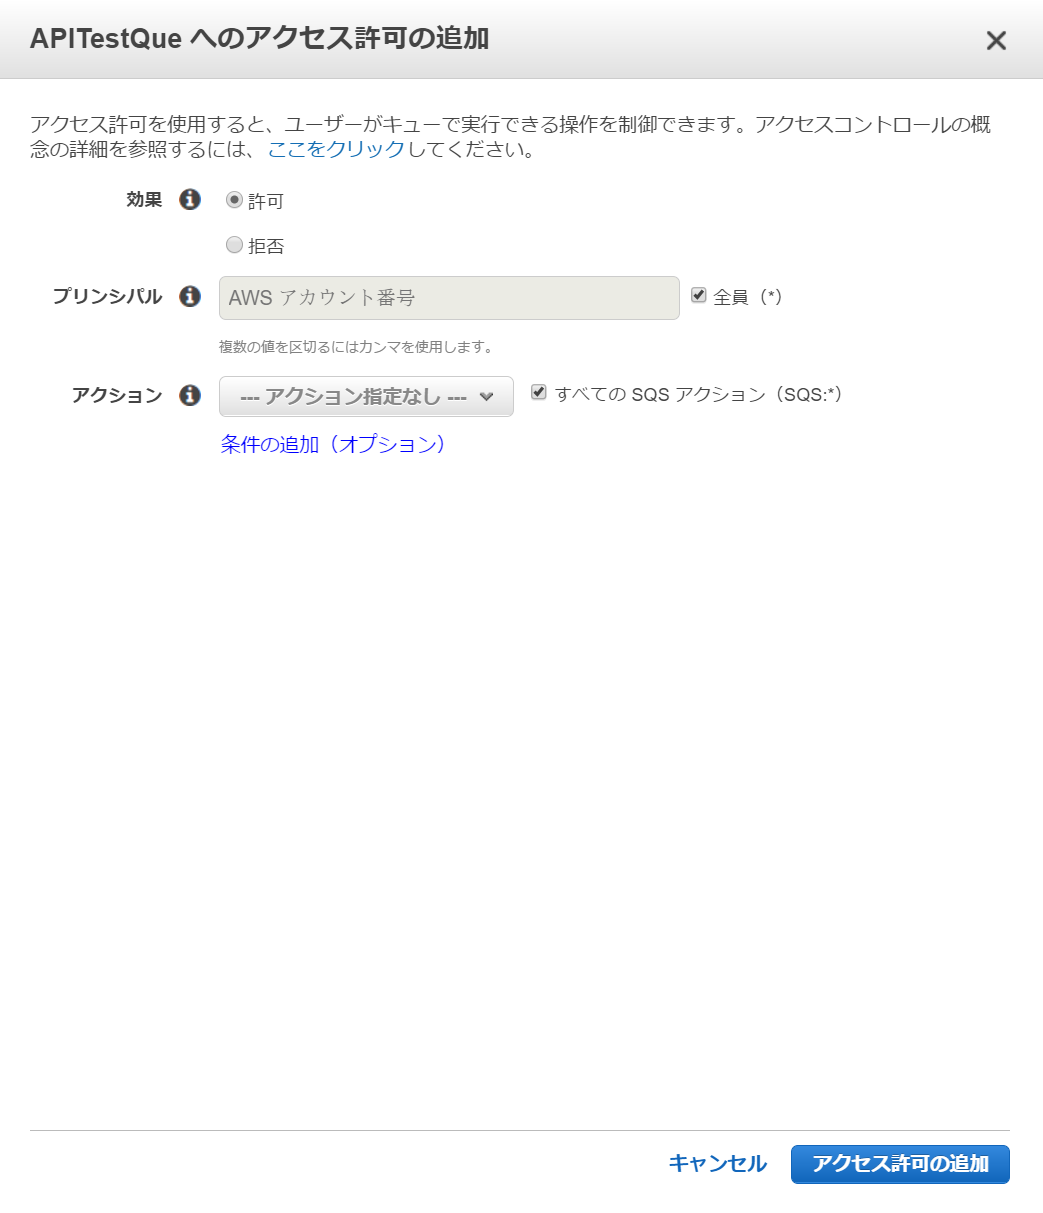 APITestQue へのアクセス許可の追加
アクセス許可を使用すると、ユーザーがキューで実行できる操作を制御できます。アクセスコントロールの概
念の詳細を参照するには、ここをクリックしてください。
効果 許可
拒否
プリンシパル AWS アカウント番号 全員（*）
複数の値を区切るにはカンマを使用します。
アクション --- アクション指定なし --- すべての SQS アクション（SQS:*）
条件の追加（オプション）
キャンセル アクセス許可の追加